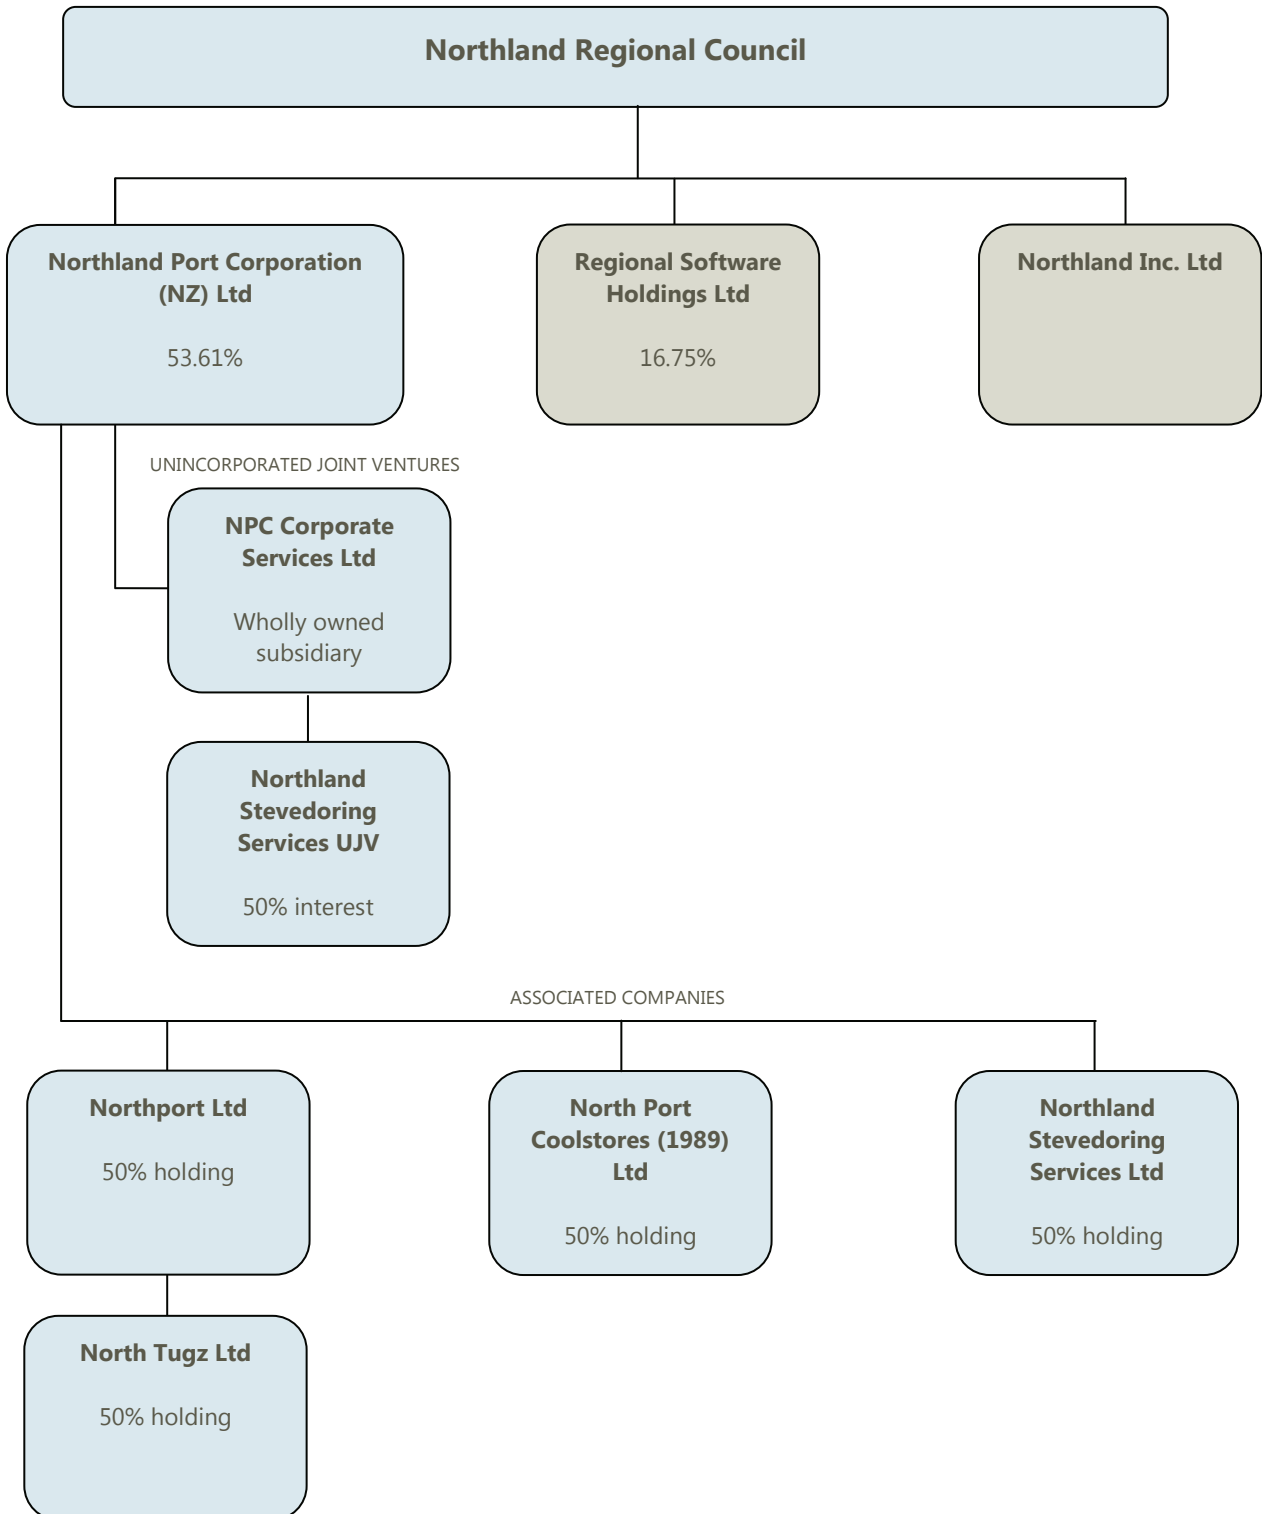 Northland Regional Council
Northland Port Corporation
(NZ) Ltd
53.61%
Regional Software
Holdings Ltd
16.75%
Northland Inc. Ltd
UNINCORPORATED JOINT VENTURES
NPC Corporate
Services Ltd
Wholly owned
subsidiary
Northland
Stevedoring
Services UJV
50% interest
ASSOCIATED COMPANIES
Northport Ltd
50% holding
North Port
Coolstores (1989)
Ltd
50% holding
Northland
Stevedoring
Services Ltd
50% holding
North Tugz Ltd
50% holding